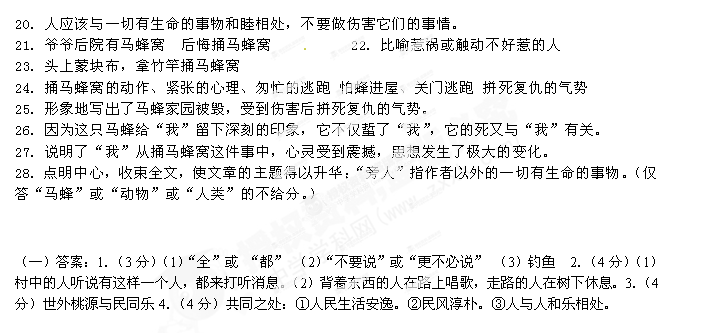 20. 人应该与一切有生命的事物和睦相处，不要做伤害它们的事情。
21. 爷爷后院有马蜂窝　后悔捅马蜂窝　　　　22. 比喻惹祸或触动不好惹的人
23. 头上蒙块布，拿竹竿捅马蜂窝
24. 捅马蜂窝的动作、紧张的心理、匆忙的逃跑　怕蜂进屋、关门逃跑　拼死复仇的气势
25. 形象地写出了马蜂家园被毁，受到伤害后拼死复仇的气势。
26. 因为这只马蜂给“我”留下深刻的印象，它不仅蜇了“我”，它的死又与“我”有关。
27. 说明了“我”从捅马蜂窝这件事中，心灵受到震撼，思想发生了极大的变化。
28. 点明中心，收束全文，使文章的主题得以升华：“旁人”指作者以外的一切有生命的事物。（仅
答“马蜂”或“动物”或“人类”的不给分。）
（一）答案：1.（3分）（1）“全”或 “都” （2）“不要说”或“更不必说” （3）钓鱼　2.（4分）（1）
村中的人听说有这样一个人，都来打听消息。（2）背着东西的人在路上唱歌，走路的人在树下休息。3.（4
分）世外桃源与民同乐 4.（4分）共同之处：①人民生活安逸。②民风淳朴。③人与人和乐相处。